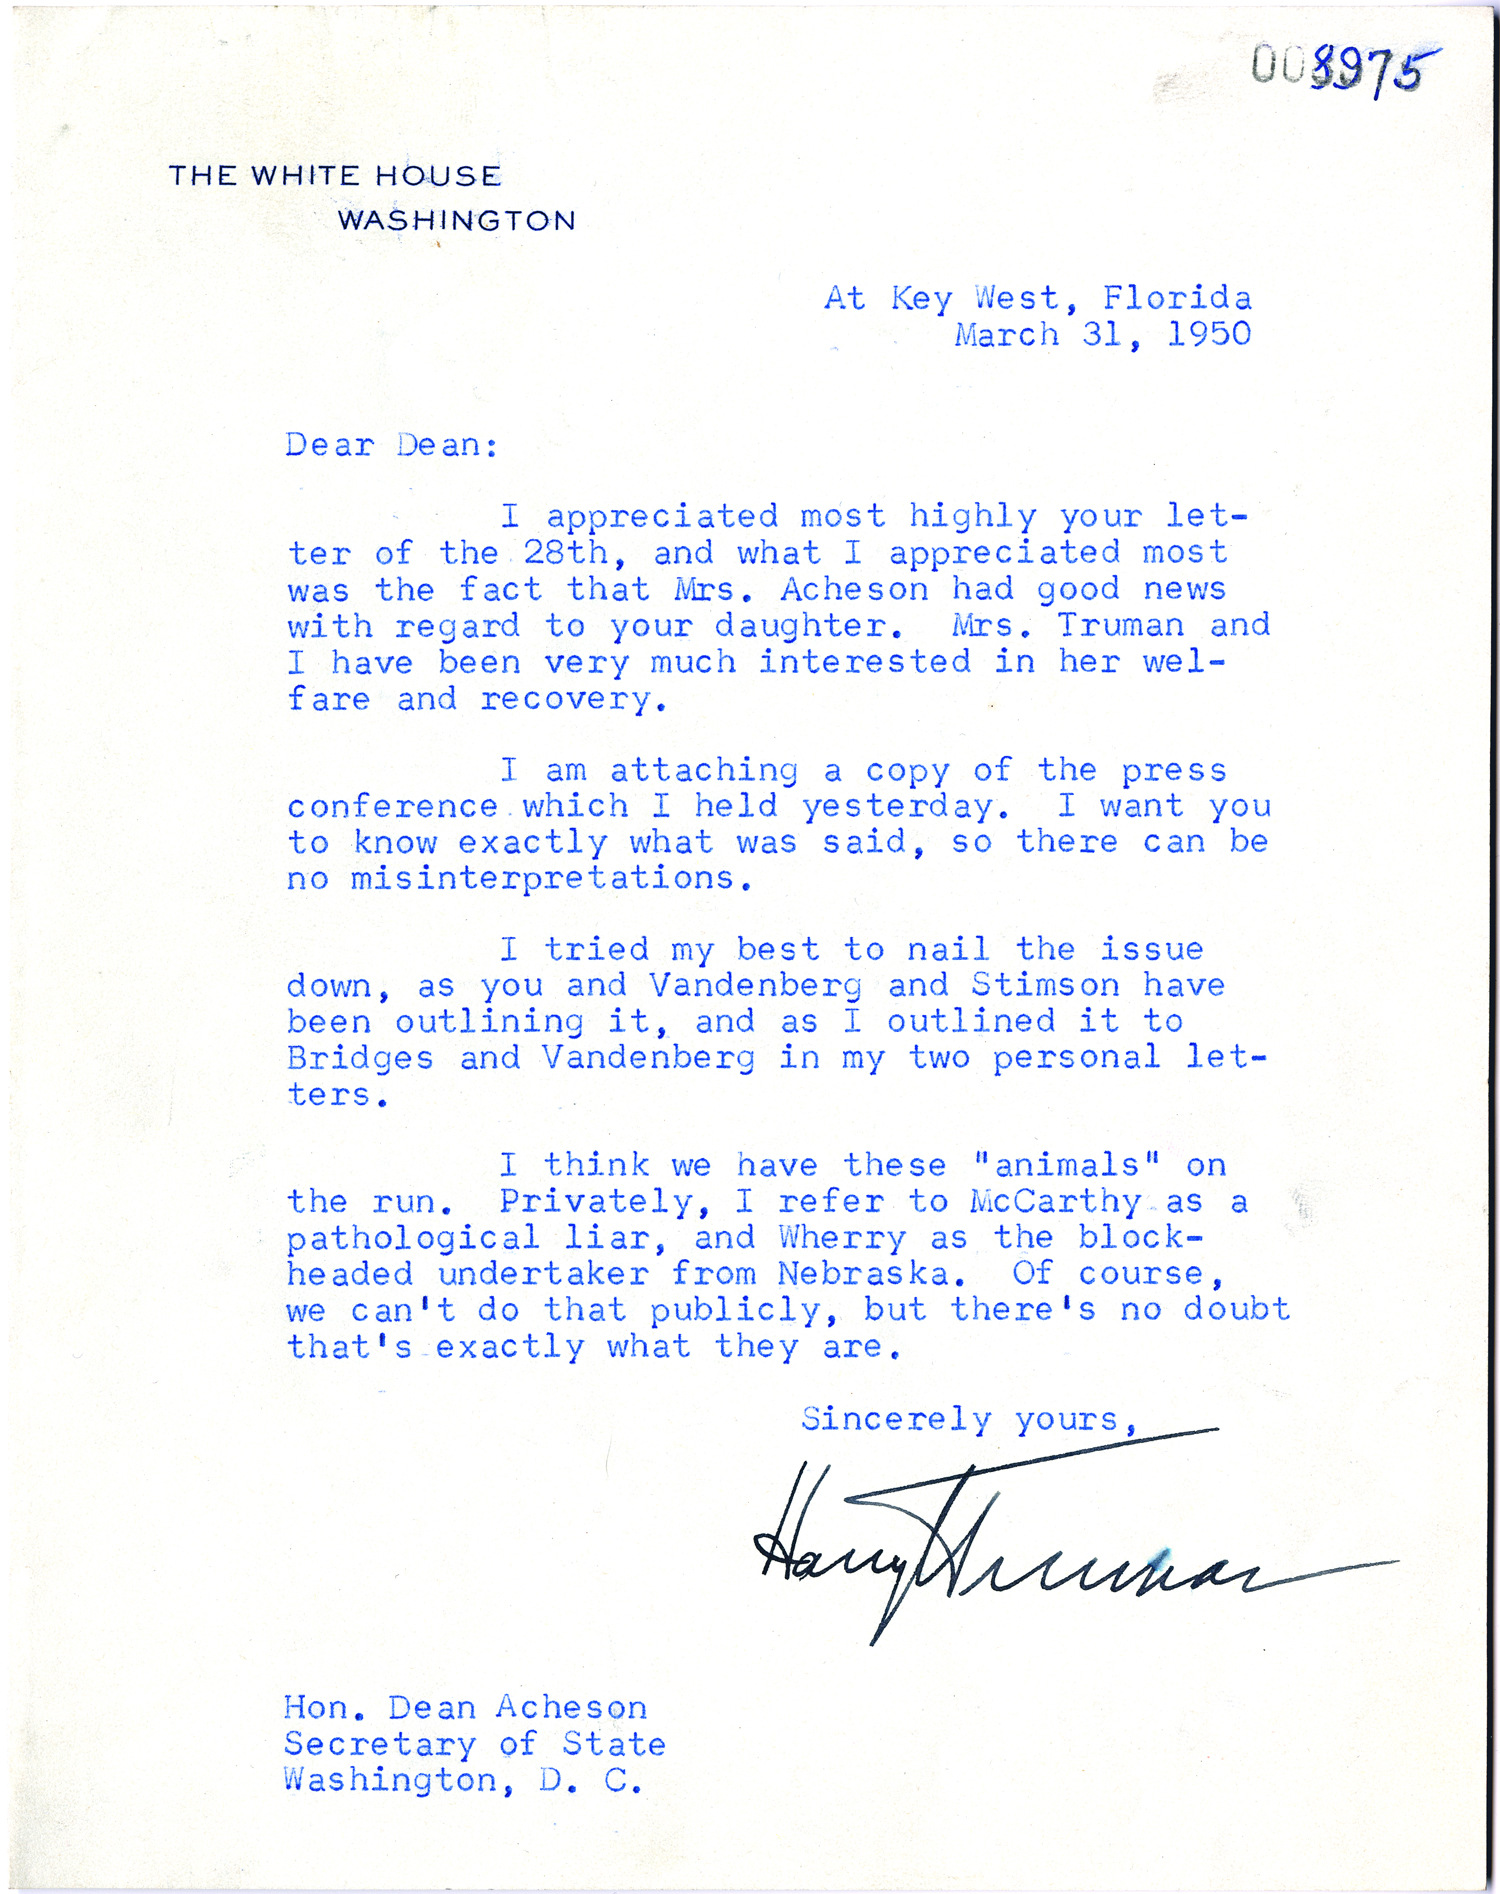 008975
THE WHITE HOUSE
WASHINGTON
At Key West, Florida
March 31, 1950
Dear Dean:
I appreciated most highly your let-
ter of the 28th, and what I appreciated most
was the fact that Mrs. Acheson had good news
with regard to your daughter. Mrs. Truman and
I have been very much interested in her wel-
fare and recovery.
I am attaching a copy of the press
conference which I held yesterday. I want you
to know exactly what was said, so there can be
no misinterpretations.
I tried my best to nail the issue
down, as you and Vandenberg and Stimson have
been outlining it, and as I outlined it to
Bridges and Vandenberg in my two personal let-
ters.
I think we have these "animals" on
the run. Privately, I refer to McCarthy as a
pathological liar, and Wherry as the block-
headed undertaker from Nebraska. Of course,
we can't do that publicly, but there's no doubt
that's exactly what they are.
Sincerely yours,
Harry Truman
Hon. Dean Acheson
Secretary of State
Washington, D. C.